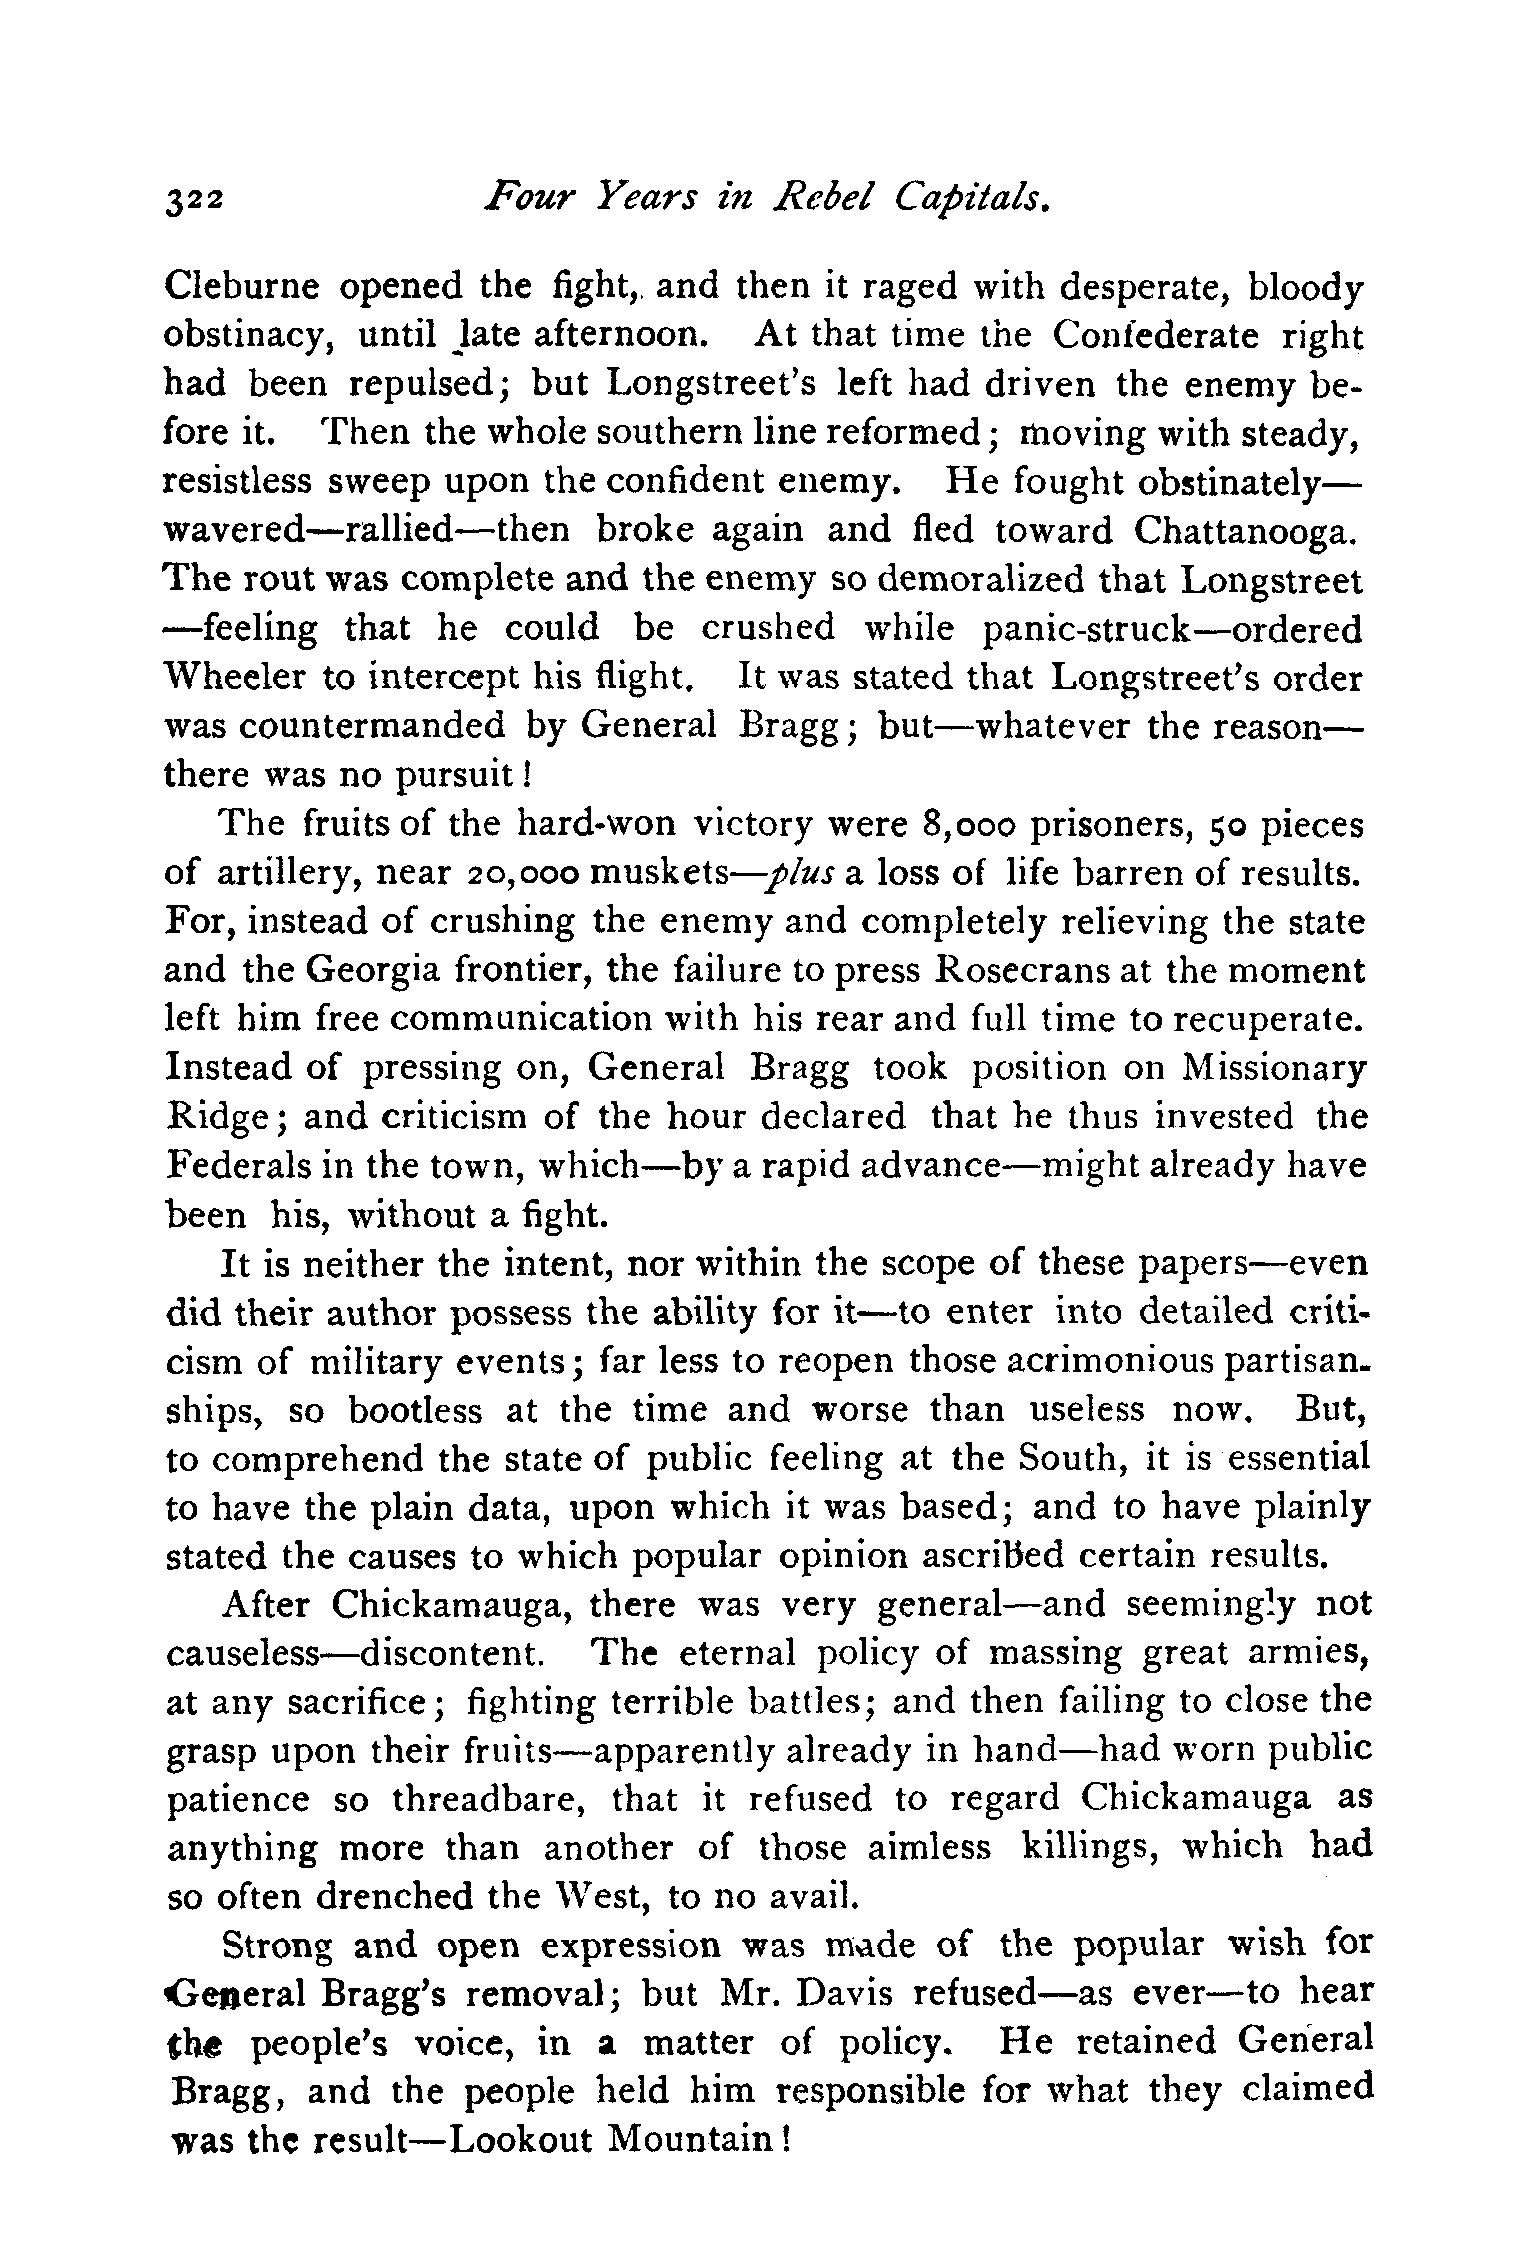 322 Four Years in Rebel Capitals.
Cleburne opened the fight, and then it raged with desperate, bloody
obstinacy, until late afternoon. At that time the Confederate right
had been repulsed; but Longstreet's left had driven the enemy be-
fore it. Then the whole southern line reformed; moving with steady,
resistless sweep upon the confident enemy. He fought obstinately—
wavered—rallied—then broke again and fled toward Chattanooga.
The rout was complete and the enemy so demoralized that Longstreet
—feeling that he could be crushed while panic-struck—ordered
Wheeler to intercept his flight. It was stated that Longstreet's order
was countermanded by General Bragg; but—whatever the reason—
there was no pursuit!
The fruits of the hard-won victory were 8,000 prisoners, 50 pieces
of artillery, near 20,000 muskets—plus a loss of life barren of results.
For, instead of crushing the enemy and completely relieving the state
and the Georgia frontier, the failure to press Rosecrans at the moment
left him free communication with his rear and full time to recuperate.
Instead of pressing on, General Bragg took position on Missionary
Ridge; and criticism of the hour declared that he thus invested the
Federals in the town, which—by a rapid advance—might already have
been his, without a fight.
It is neither the intent, nor within the scope of these papers—even
did their author possess the ability for it—to enter into detailed criti-
cism of military events; far less to reopen those acrimonious partisan-
ships, so bootless at the time and worse than useless now. But,
to comprehend the state of public feeling at the South, it is essential
to have the plain data, upon which it was based; and to have plainly
stated the causes to which popular opinion ascribed certain results.
After Chickamauga, there was very general—and seemingly not
causeless—discontent. The eternal policy of massing great armies,
at any sacrifice; fighting terrible battles; and then failing to close the
grasp upon their fruits—apparently already in hand—had worn public
patience so threadbare, that it refused to regard Chickamauga as
anything more than another of those aimless killings, which had
so often drenched the West, to no avail.
Strong and open expression was made of the popular wish for
General Bragg's removal; but Mr. Davis refused—as ever—to hear
the people's voice, in a matter of policy. He retained General
Bragg, and the people held him responsible for what they claimed
was the result—Lookout Mountain!